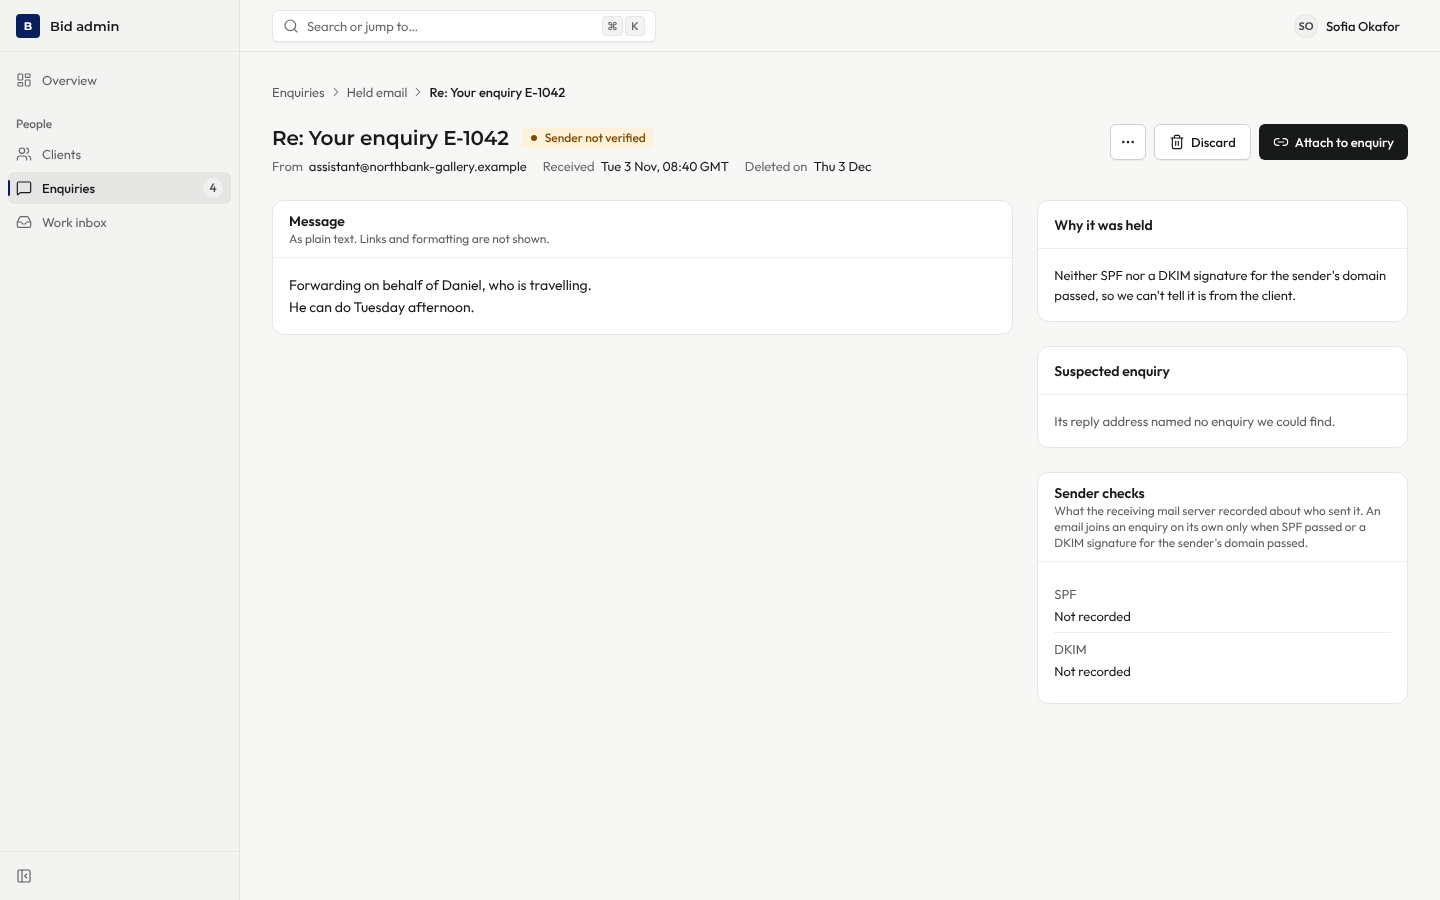 B Bid admin
Search or jump to...
⌘ K
SO Sofia Okafor
Overview
People
Clients
Enquiries 4
Work inbox
Enquiries > Held email > Re: Your enquiry E-1042
Re: Your enquiry E-1042
Sender not verified
From assistant@northbank-gallery.example Received Tue 3 Nov, 08:40 GMT Deleted on Thu 3 Dec
Discard
Attach to enquiry
Message
As plain text. Links and formatting are not shown.
Forwarding on behalf of Daniel, who is travelling.
He can do Tuesday afternoon.
Why it was held
Neither SPF nor a DKIM signature for the sender's domain
passed, so we can't tell it is from the client.
Suspected enquiry
Its reply address named no enquiry we could find.
Sender checks
What the receiving mail server recorded about who sent it. An
email joins an enquiry on its own only when SPF passed or a
DKIM signature for the sender's domain passed.
SPF
Not recorded
DKIM
Not recorded